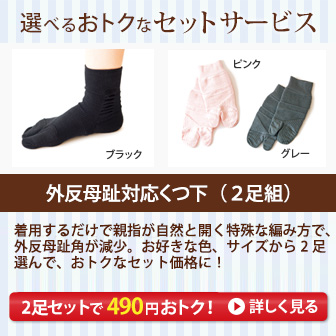 選べるおトクなセットサービス
ピンク
ブラック
グレー
外反母趾対応くつ下（２足組）
着用するだけで親指が自然と開く特殊な編み方で、
外反母趾角が減少。お好きな色、サイズから２足
選んで、おトクなセット価格に！
2足セットで490円おトク！
詳しく見る